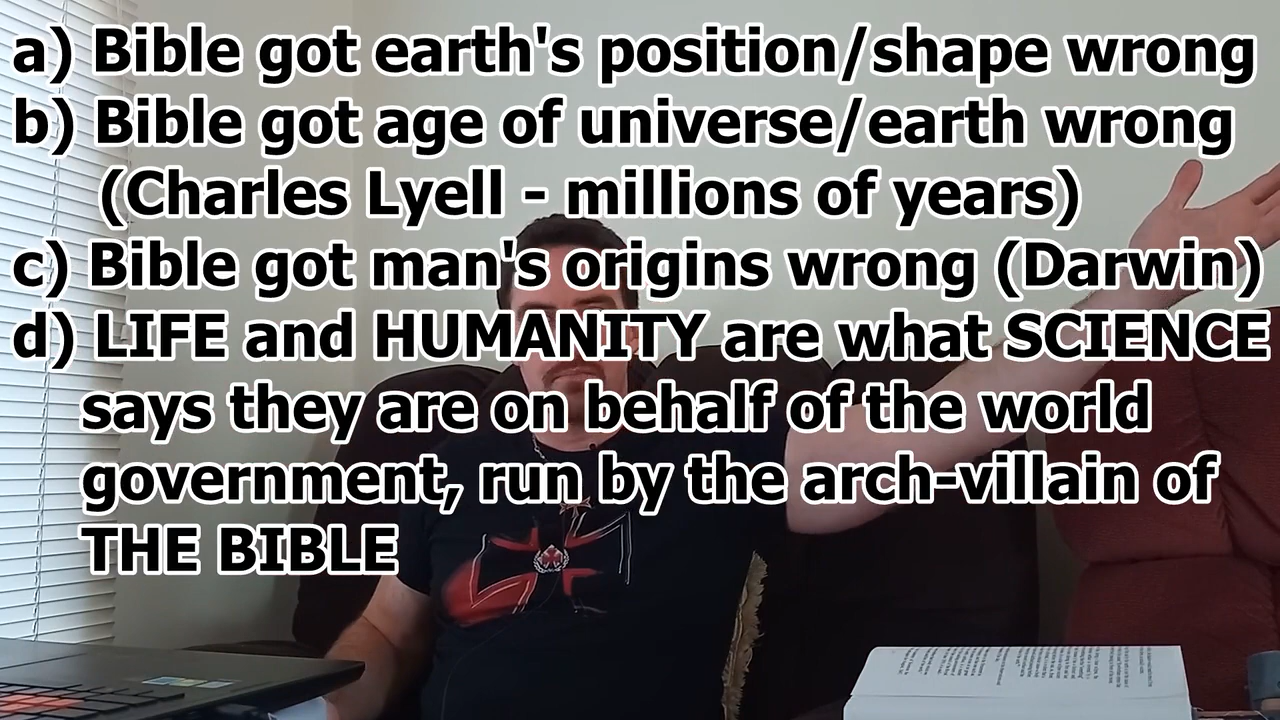 a) Bible got earth's position/shape wrong
b) Bible got age of universe/earth wrong
(Charles Lyell - millions of years)
c) Bible got man's origins wrong (Darwin)
d) LIFE and HUMANITY are what SCIENCE
says they are on behalf of the world
government, run by the arch-villain of
THE BIBLE